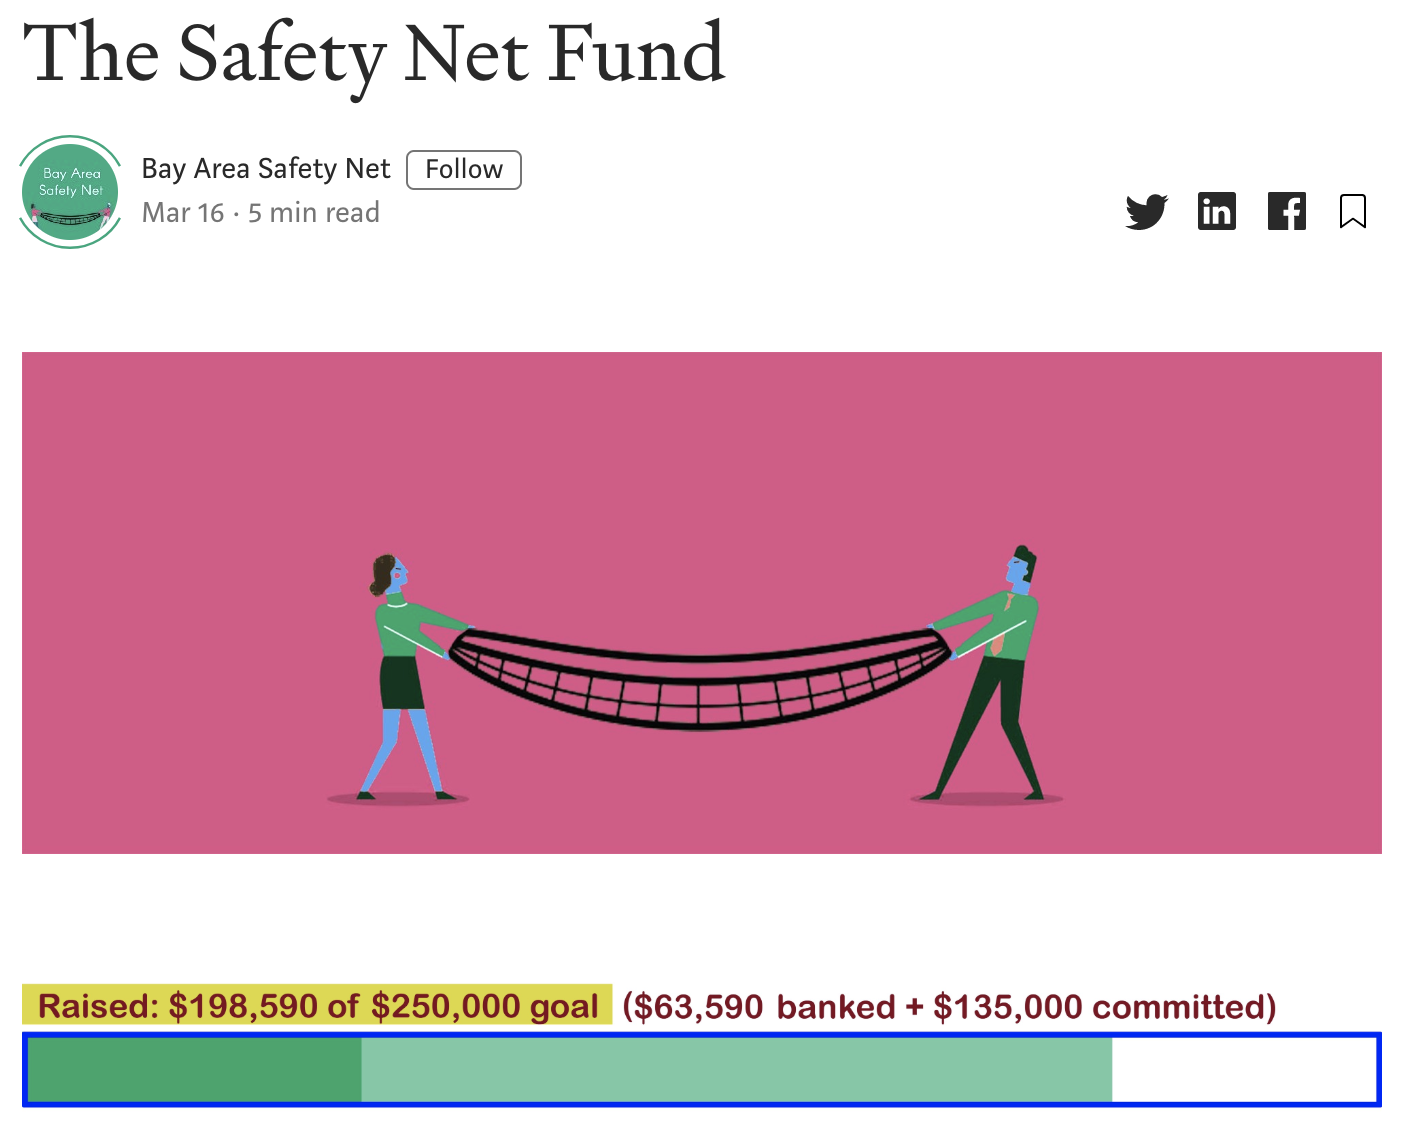 The Safety Net Fund
Bay Area
Safety Net
Bay Area Safety Net
Follow
Mar 16 · 5 min read
Raised: $198,590 of $250,000 goal ($63,590 banked + $135,000 committed)